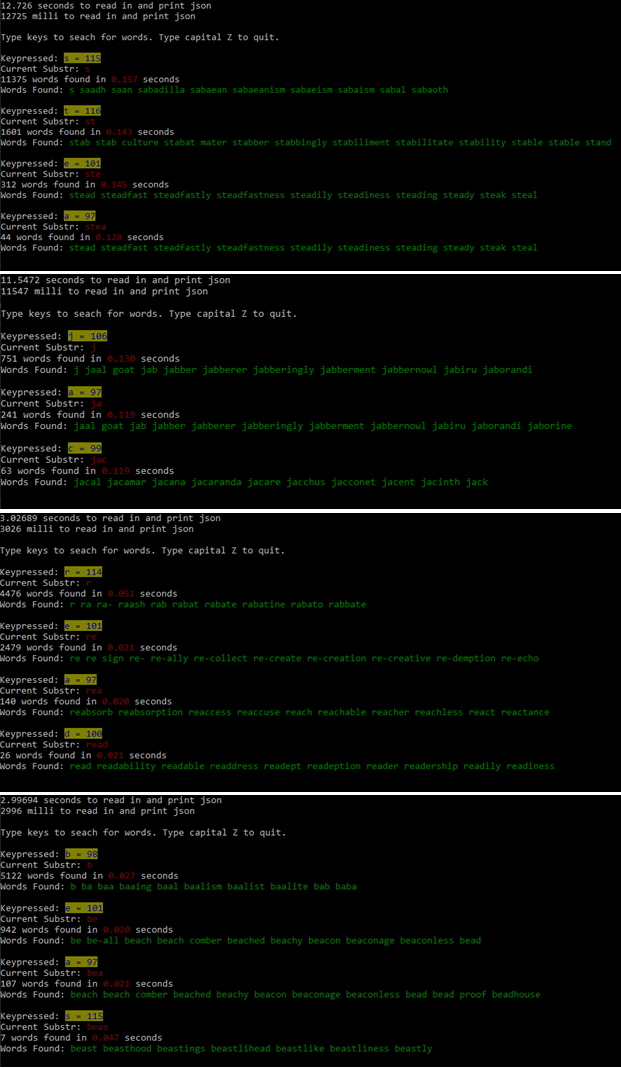 12.726 seconds to read in and print json
12725 milli to read in and print json
Type keys to seach for words. Type capital Z to quit.
Keypressed: s = 115
Current Substr: s
11375 words found in 0.157 seconds
Words Found: s saadh saan sabadilla sabaean sabaeanism sabaeism sabaism sabal sabaoth
Keypressed: t = 116
Current Substr: st
1601 words found in 0.143 seconds
Words Found: stab stab culture stabat mater stabber stabbingly stabiliment stabilitate stability stable stable stand
Keypressed: e = 101
Current Substr: ste
312 words found in 0.145 seconds
Words Found: stead steadfast steadfastly steadfastness steadily steadiness steading steady steak steal
Keypressed: a = 97
Current Substr: stea
44 words found in 0.128 seconds
Words Found: stead steadfast steadfastly steadfastness steadily steadiness steading steady steak steal
11.5472 seconds to read in and print json
11547 milli to read in and print json
Type keys to seach for words. Type capital Z to quit.
Keypressed: j = 106
Current Substr: j
751 words found in 0.130 seconds
Words Found: j jaal goat jab jabber jabberer jabberingly jabberment jabbernowl jabiru jaborandi
Keypressed: a = 97
Current Substr: ja
241 words found in 0.119 seconds
Words Found: jaal goat jab jabber jabberer jabberingly jabberment jabbernowl jabiru jaborandi jaborine
Keypressed: c = 99
Current Substr: jac
63 words found in 0.119 seconds
Words Found: jacal jacamar jacana jacaranda jacare jacchus jacconet jacent jacinth jack
3.02689 seconds to read in and print json
3026 milli to read in and print json
Type keys to seach for words. Type capital Z to quit.
Keypressed: r = 114
Current Substr: r
4476 words found in 0.051 seconds
Words Found: r ra ra- raash rab rabat rabate rabatine rabato rabbate
Keypressed: e = 101
Current Substr: re
2479 words found in 0.021 seconds
Words Found: re re sign re- re-ally re-collect re-create re-creation re-creative re-demption re-echo
Keypressed: a = 97
Current Substr: rea
140 words found in 0.020 seconds
Words Found: reabsorb reabsorption reaccess reaccuse reach reachable reacher reachless react reactance
Keypressed: d = 100
Current Substr: read
26 words found in 0.021 seconds
Words Found: read readability readable readdress readept readeption reader readership readily readiness
2.99694 seconds to read in and print json
2996 milli to read in and print json
Type keys to seach for words. Type capital Z to quit.
Keypressed: b = 98
Current Substr: b
5122 words found in 0.027 seconds
Words Found: b ba baa baaing baal baalism baalist baalite bab baba
Keypressed: e = 101
Current Substr: be
942 words found in 0.020 seconds
Words Found: be be-all beach beach comber beached beachy beacon beaconage beaconless bead
Keypressed: a = 97
Current Substr: bea
107 words found in 0.021 seconds
Words Found: beach beach comber beached beachy beacon beaconage beaconless bead bead proof beadhouse
Keypressed: s = 115
Current Substr: beas
7 words found in 0.047 seconds
Words Found: beast beasthood beastings beastlihead beastlike beastliness beastly